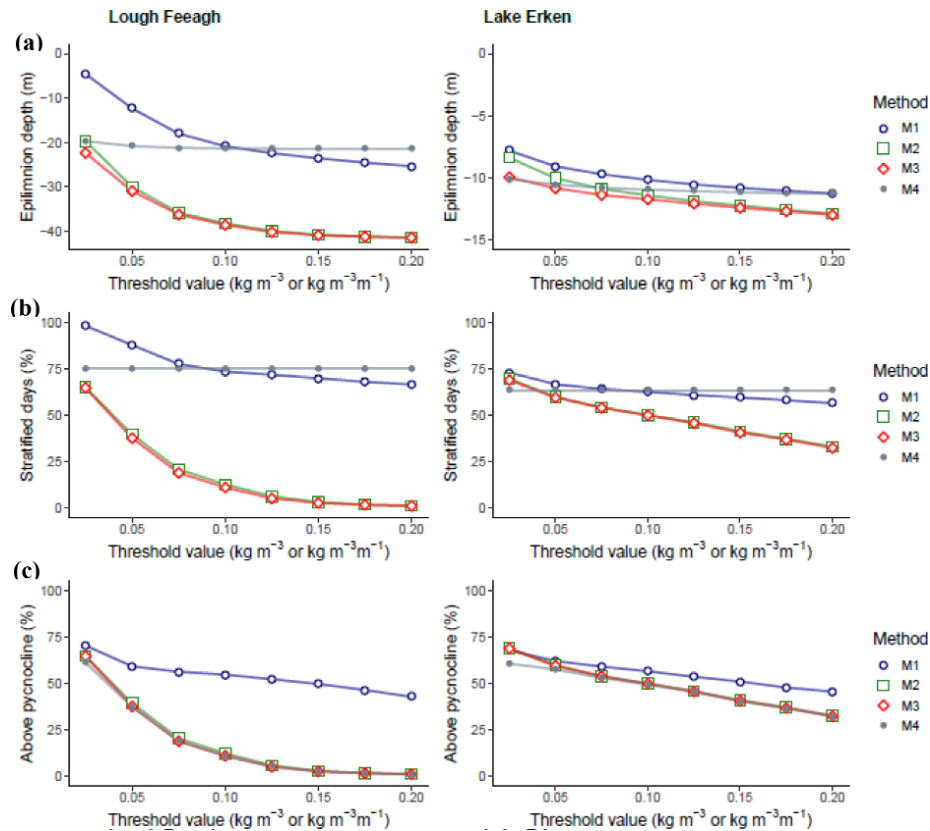 Lough Feeagh
Lake Erken
(a)
0
−10
−20
−30
−40
Epilimnion depth (m)
0.05 0.10 0.15 0.20
Threshold value (kg m−3 or kg m−3m−1)
0
−5
−10
−15
Epilimnion depth (m)
0.05 0.10 0.15 0.20
Threshold value (kg m−3 or kg m−3m−1)
Method
M1
M2
M3
M4
(b)
100
75
50
25
0
Stratified days (%)
0.05 0.10 0.15 0.20
Threshold value (kg m−3 or kg m−3m−1)
100
75
50
25
0
Stratified days (%)
0.05 0.10 0.15 0.20
Threshold value (kg m−3 or kg m−3m−1)
Method
M1
M2
M3
M4
(c)
100
75
50
25
0
Above pycnocline (%)
0.05 0.10 0.15 0.20
Threshold value (kg m−3 or kg m−3m−1)
100
75
50
25
0
Above pycnocline (%)
0.05 0.10 0.15 0.20
Threshold value (kg m−3 or kg m−3m−1)
Method
M1
M2
M3
M4